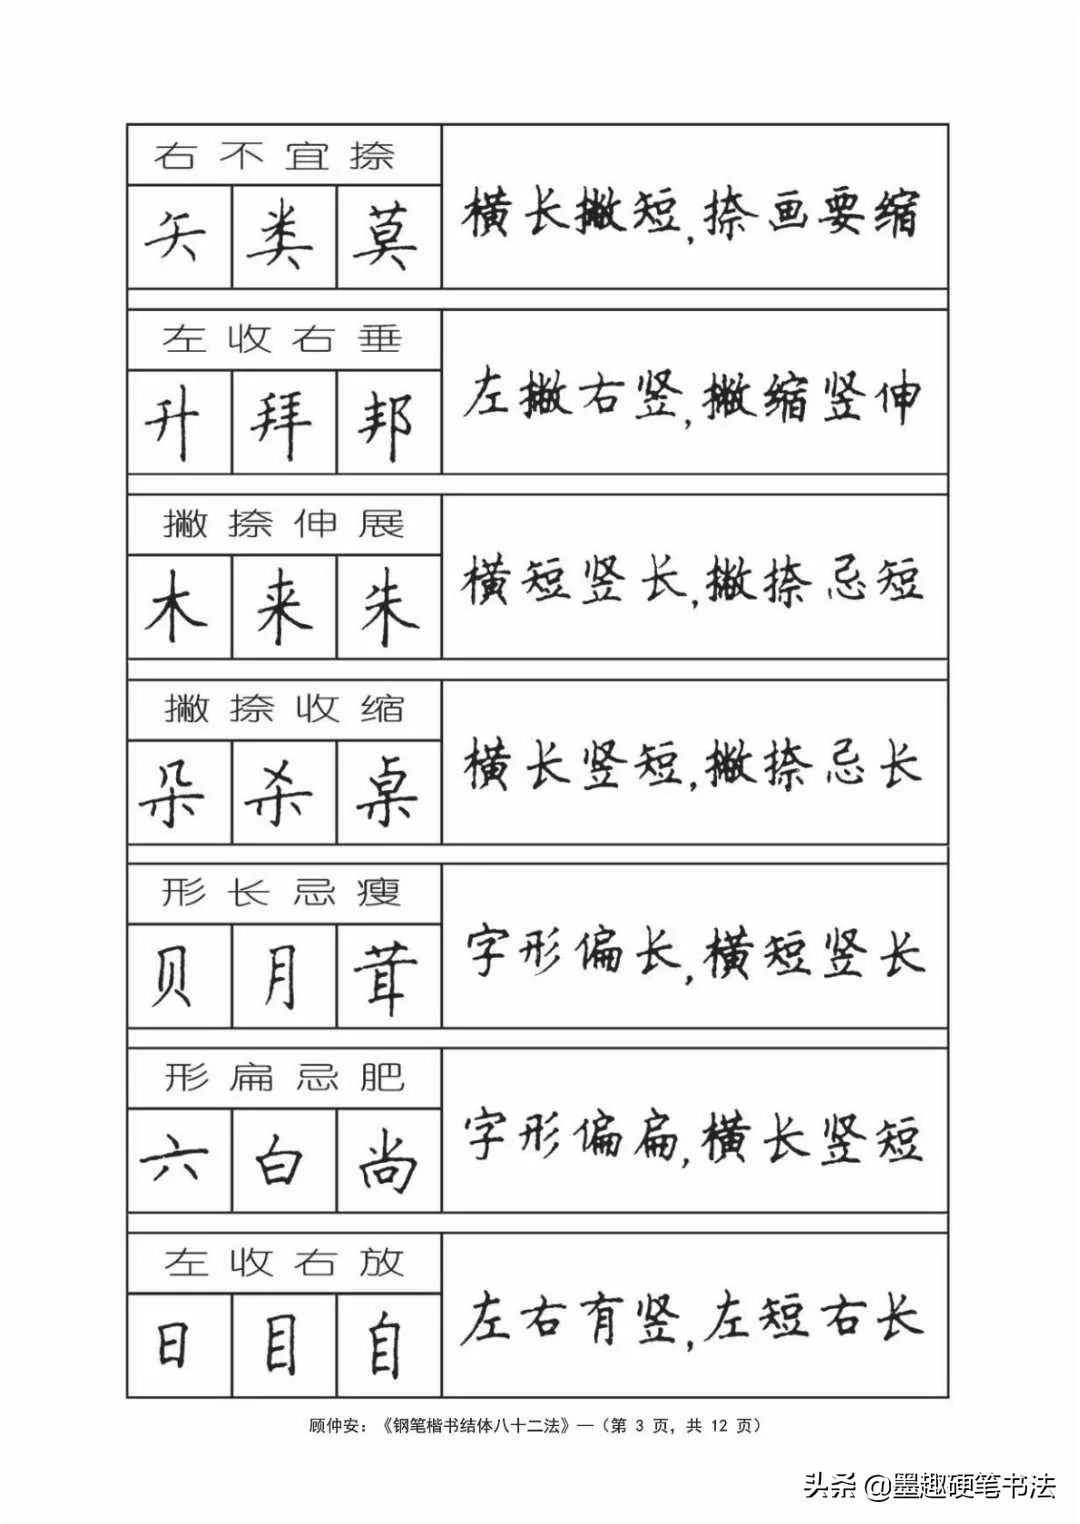 右不宜捺
矢 类 莫
横长撇短,捺画要缩
左收右垂
升 拜 邦
左撇右竖,撇缩竖伸
撇捺伸展
木 来 朱
横短竖长,撇捺忌短
撇捺收缩
朵 杀 桌
横长竖短,撇捺忌长
形长忌瘦
贝 月 茸
字形偏长,横短竖长
形扁忌肥
六 白 尚
字形偏扁,横长竖短
左收右放
日 目 自
左右有竖,左短右长
顾仲安:《钢笔楷书结体八十二法》—(第 3 页,共 12 页)
头条 @墨趣硬笔书法